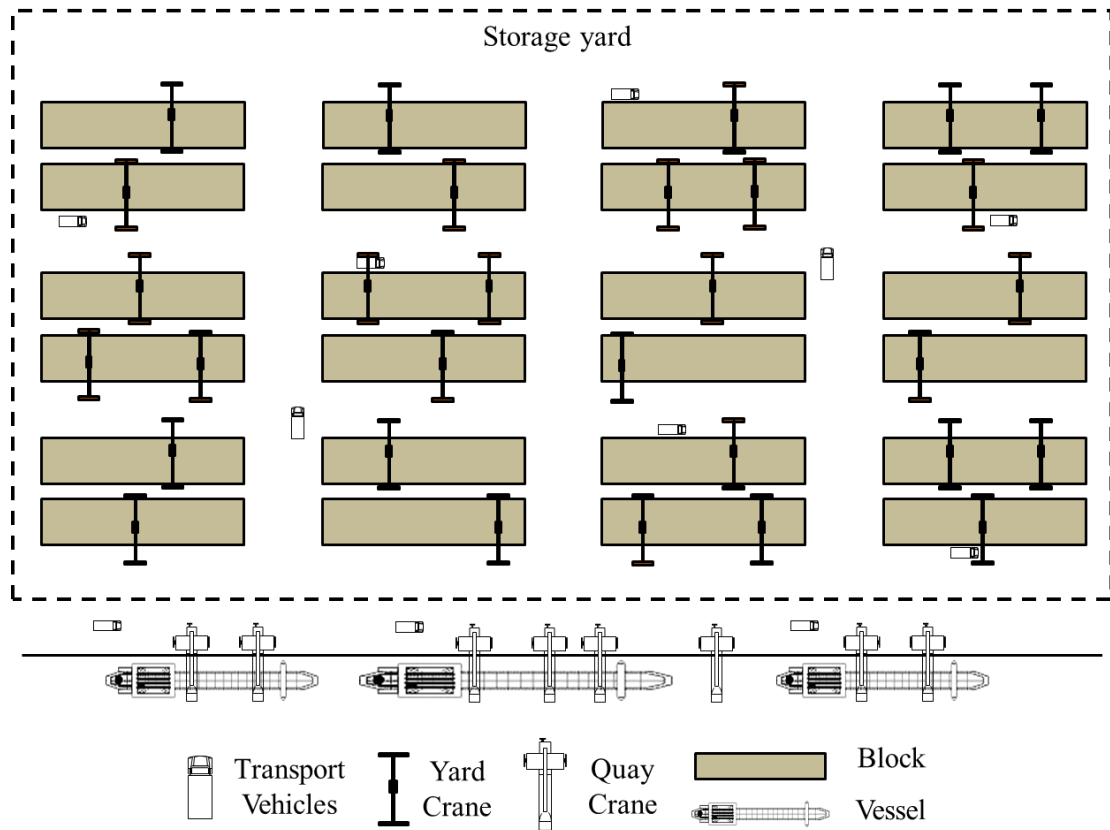 Storage yard
Transport
Vehicles
Yard
Crane
Quay
Crane
Block
Vessel